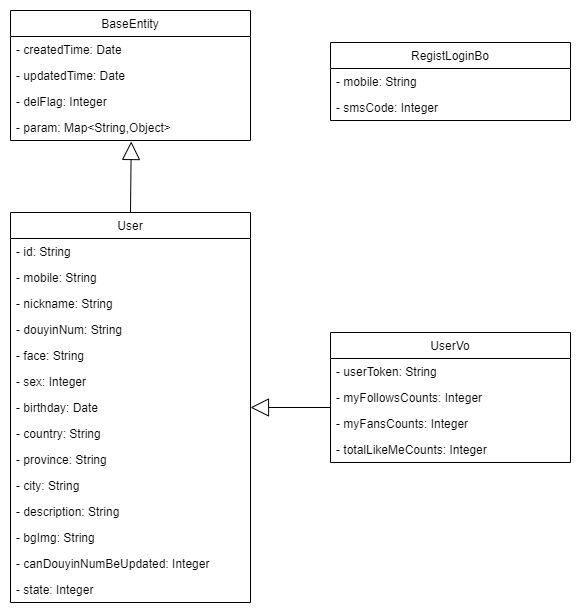 BaseEntity
- createdTime: Date
- updatedTime: Date
- delFlag: Integer
- param: Map<String,Object>
RegistLoginBo
- mobile: String
- smsCode: Integer
User
- id: String
- mobile: String
- nickname: String
- douyinNum: String
- face: String
- sex: Integer
- birthday: Date
- country: String
- province: String
- city: String
- description: String
- bgImg: String
- canDouyinNumBeUpdated: Integer
- state: Integer
UserVo
- userToken: String
- myFollowsCounts: Integer
- myFansCounts: Integer
- totalLikeMeCounts: Integer